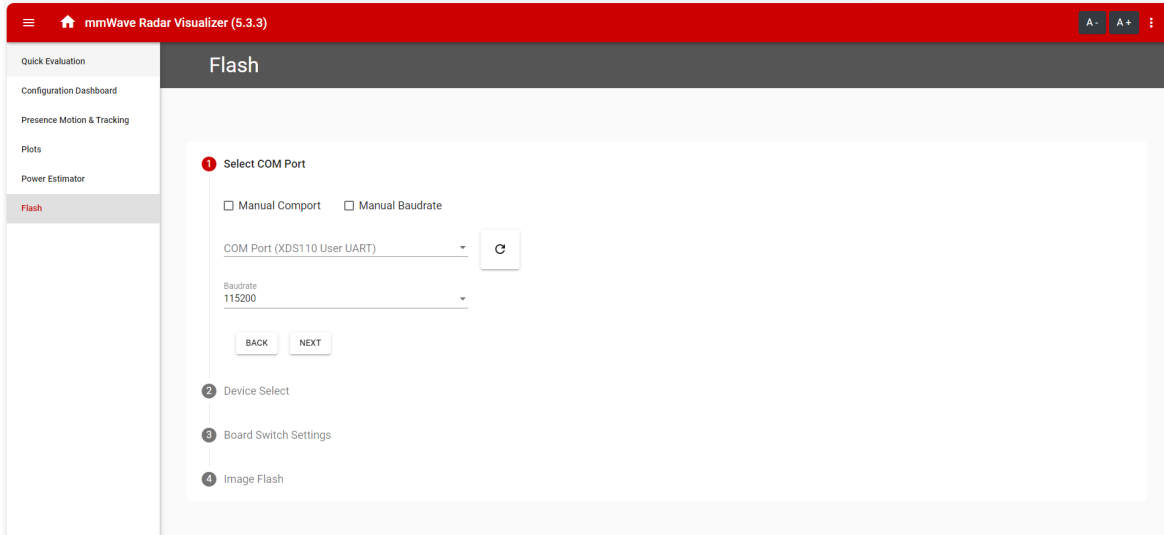 mmWave Radar Visualizer (5.3.3)
A -
A +
Quick Evaluation
Configuration Dashboard
Presence Motion & Tracking
Plots
Power Estimator
Flash
Flash
1 Select COM Port
Manual Comport
Manual Baudrate
COM Port (XDS110 User UART)
Baudrate
115200
BACK
NEXT
2 Device Select
3 Board Switch Settings
4 Image Flash